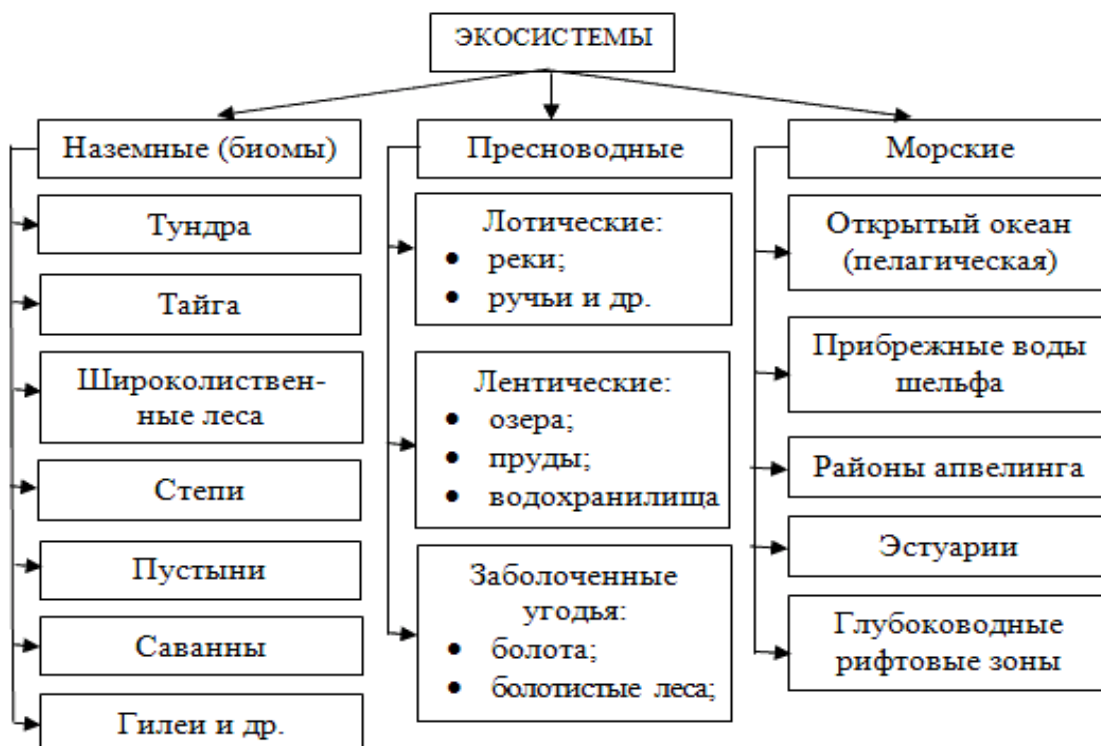 ЭКОСИСТЕМЫ
Наземные (биомы)
Тундра
Тайга
Широколиствен-
ные леса
Степи
Пустыни
Саванны
Гилеи и др.
Пресноводные
Лотические:
• реки;
• ручьи и др.
Лентические:
• озера;
• пруды;
• водохранилища
Заболоченные
угодья:
• болота;
• болотистые леса;
Морские
Открытый океан
(пелагическая)
Прибрежные воды
шельфа
Районы апвелинга
Эстуарии
Глубоководные
рифтовые зоны